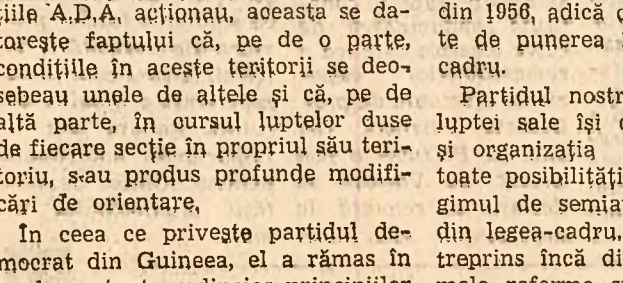 țiile A.D.A. acționau, aceasta se da-
torește faptului că, pe de o parte,
condițiile în aceste teritorii se deo-
sebeau unele de altele și că, pe de
altă parte, în cursul luptelor duse
de fiecare secție în propriul său teri-
toriu, s-au produs profunde modifi-
cări de orientare.
In ceea ce privește partidul de-
mocrat din Guineea, el a rămas în
din 1956, adică
te de punerea
cadru.
Partidul nostr
luptei sale își
și organizația
toate posibilități
gimul de semia
din legea-cadru,
treprins încă di